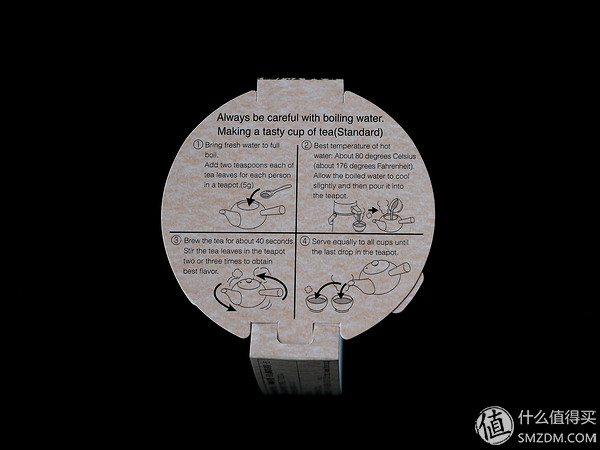 Always be careful with boiling water.
Making a tasty cup of tea(Standard)
① Bring fresh water to full
boil.
Add two teaspoons each of
tea leaves for each person
in a teapot.(5g)
② Best temperature of hot
water: About 80 degrees Celsius
(about 176 degrees Fahrenheit).
Allow the boiled water to cool
slightly and then pour it into
the teapot.
③ Brew the tea for about 40 seconds.
Stir the tea leaves in the teapot
two or three times to obtain
best flavor.
④ Serve equally to all cups until
the last drop in the teapot.
值 什么值得买
SMZDM.COM